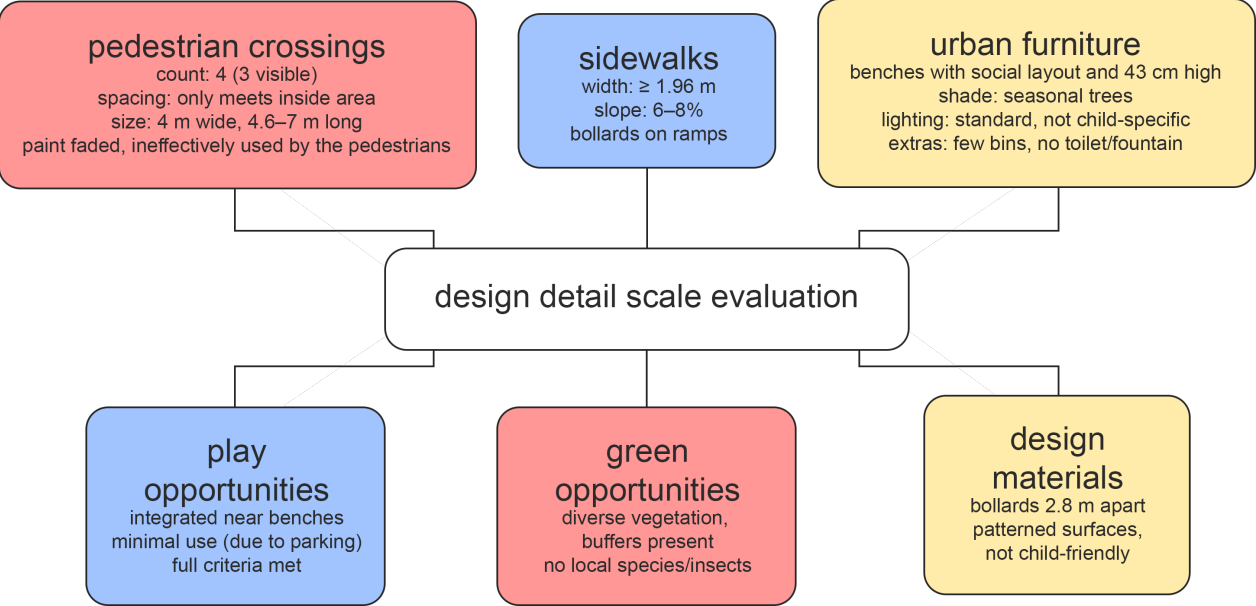 pedestrian crossings
count: 4 (3 visible)
spacing: only meets inside area
size: 4 m wide, 4.6–7 m long
paint faded, ineffectively used by the pedestrians
sidewalks
width: ≥ 1.96 m
slope: 6–8%
bollards on ramps
urban furniture
benches with social layout and 43 cm high
shade: seasonal trees
lighting: standard, not child-specific
extras: few bins, no toilet/fountain
design detail scale evaluation
play
opportunities
integrated near benches
minimal use (due to parking)
full criteria met
green
opportunities
diverse vegetation,
buffers present
no local species/insects
design
materials
bollards 2.8 m apart
patterned surfaces,
not child-friendly